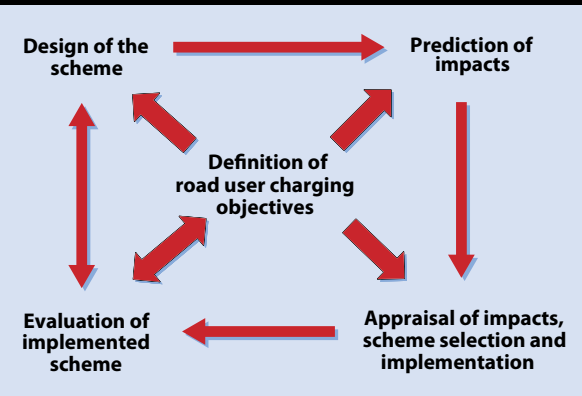 Design of the
scheme
Prediction of
impacts
Definition of
road user charging
objectives
Evaluation of
implemented
scheme
Appraisal of impacts,
scheme selection and
implementation